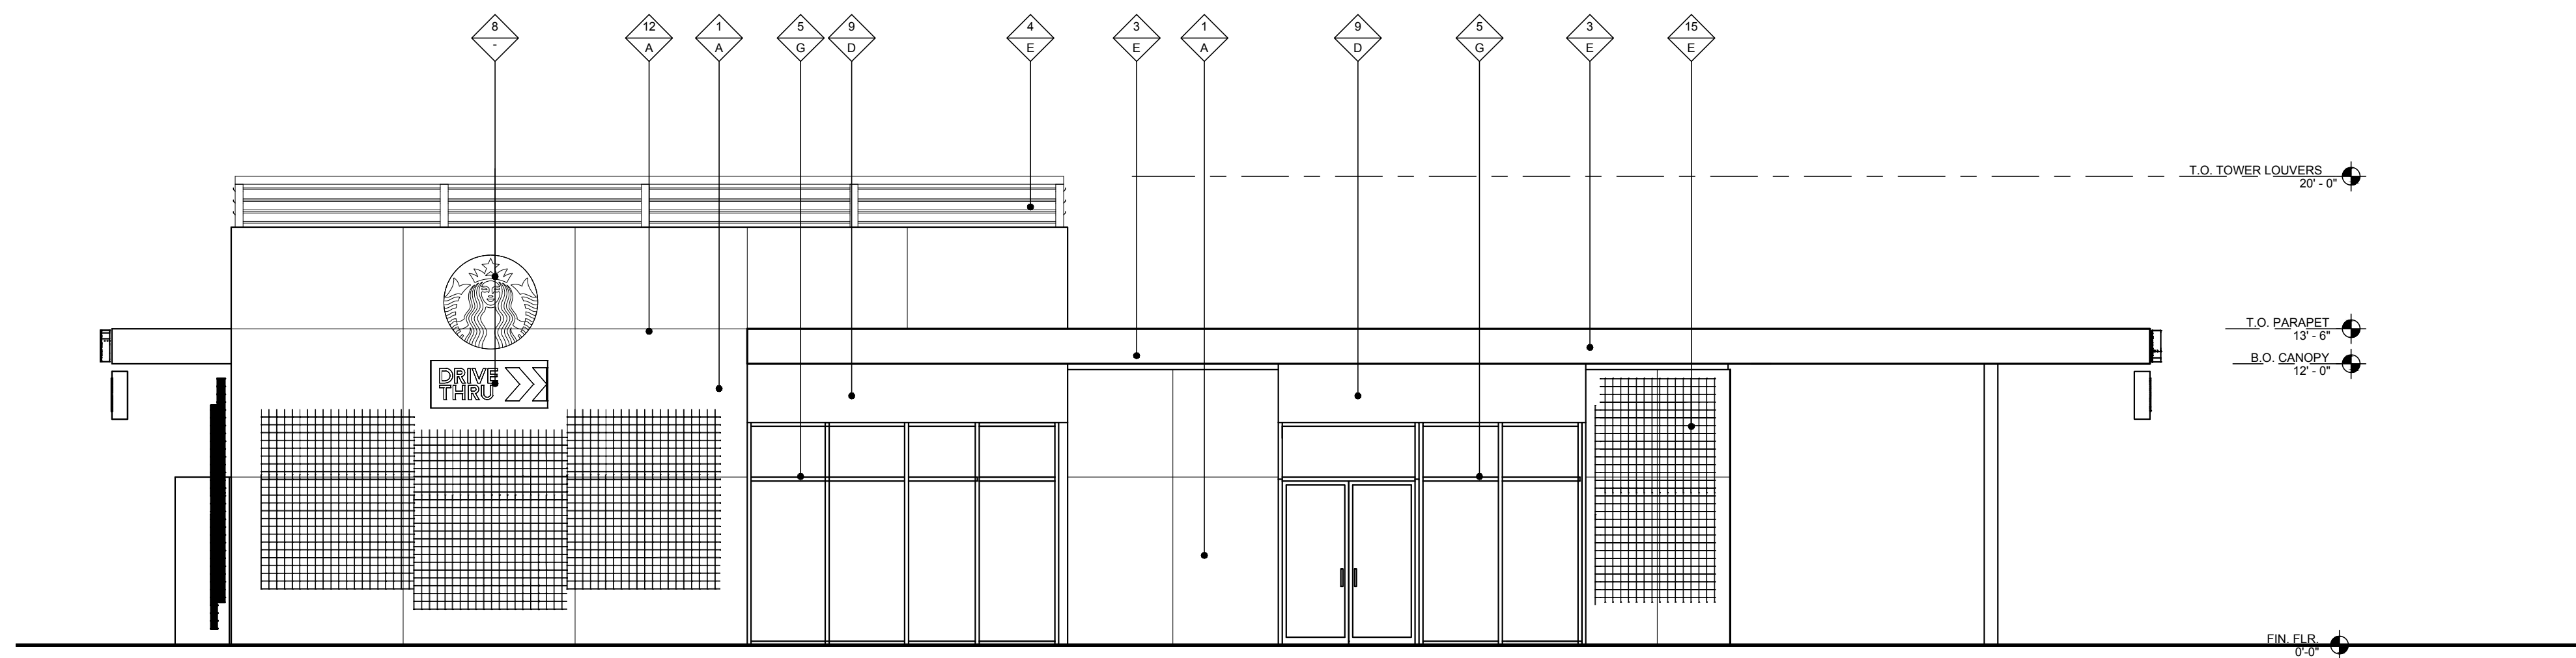 8
-
12
A
1
A
5
G
9
D
4
E
3
E
1
A
9
D
5
G
3
E
15
E
T.O. TOWER LOUVERS
20' - 0"
T.O. PARAPET
13' - 6"
B.O. CANOPY
12' - 0"
DRIVE
THRU
FIN. FLR.
0'-0"